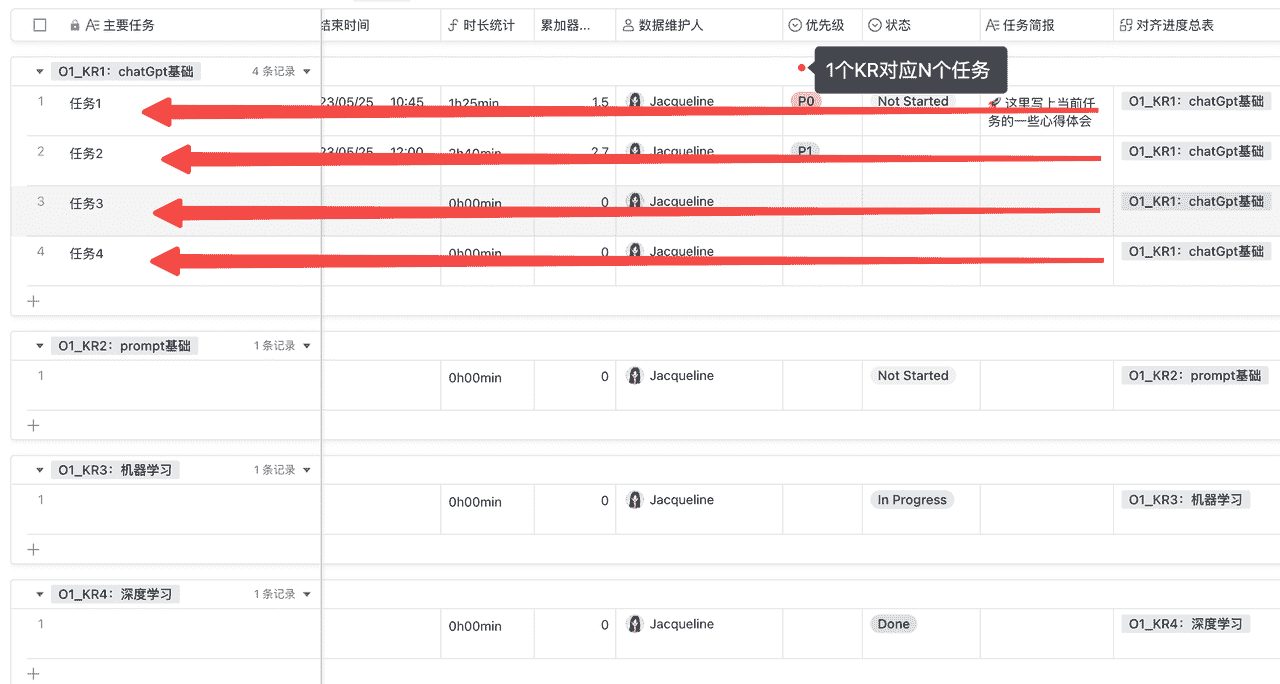 主要任务 结束时间 时长统计 累加器... 数据维护人 优先级 状态 任务简报 对齐进度总表
O1_KR1：chatGpt基础 4 条记录
1个KR对应N个任务
1 任务1 23/05/25 10:45 1h25min 1.5 Jacqueline P0 Not Started 🚀 这里写上当前任 O1_KR1：chatGpt基础
务的一些心得体会
2 任务2 23/05/25 12:00 2h40min 2.7 Jacqueline P1 O1_KR1：chatGpt基础
3 任务3 0h00min 0 Jacqueline O1_KR1：chatGpt基础
4 任务4 0h00min 0 Jacqueline O1_KR1：chatGpt基础
O1_KR2：prompt基础 1 条记录
1 0h00min 0 Jacqueline Not Started O1_KR2：prompt基础
O1_KR3：机器学习 1 条记录
1 0h00min 0 Jacqueline In Progress O1_KR3：机器学习
O1_KR4：深度学习 1 条记录
1 0h00min 0 Jacqueline Done O1_KR4：深度学习